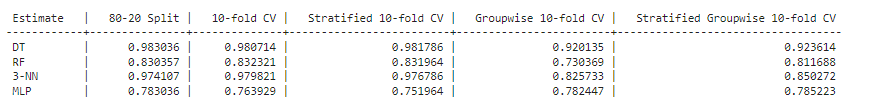 Estimate | 80-20 Split | 10-fold CV | Stratified 10-fold CV | Groupwise 10-fold CV | Stratified Groupwise 10-fold CV
-----------+---------------+--------------+-------------------------+------------------------+-----------------------------------
DT | 0.983036 | 0.980714 | 0.981786 | 0.920135 | 0.923614
RF | 0.830357 | 0.832321 | 0.831964 | 0.730369 | 0.811688
3-NN | 0.974107 | 0.979821 | 0.976786 | 0.825733 | 0.850272
MLP | 0.783036 | 0.763929 | 0.751964 | 0.782447 | 0.785223